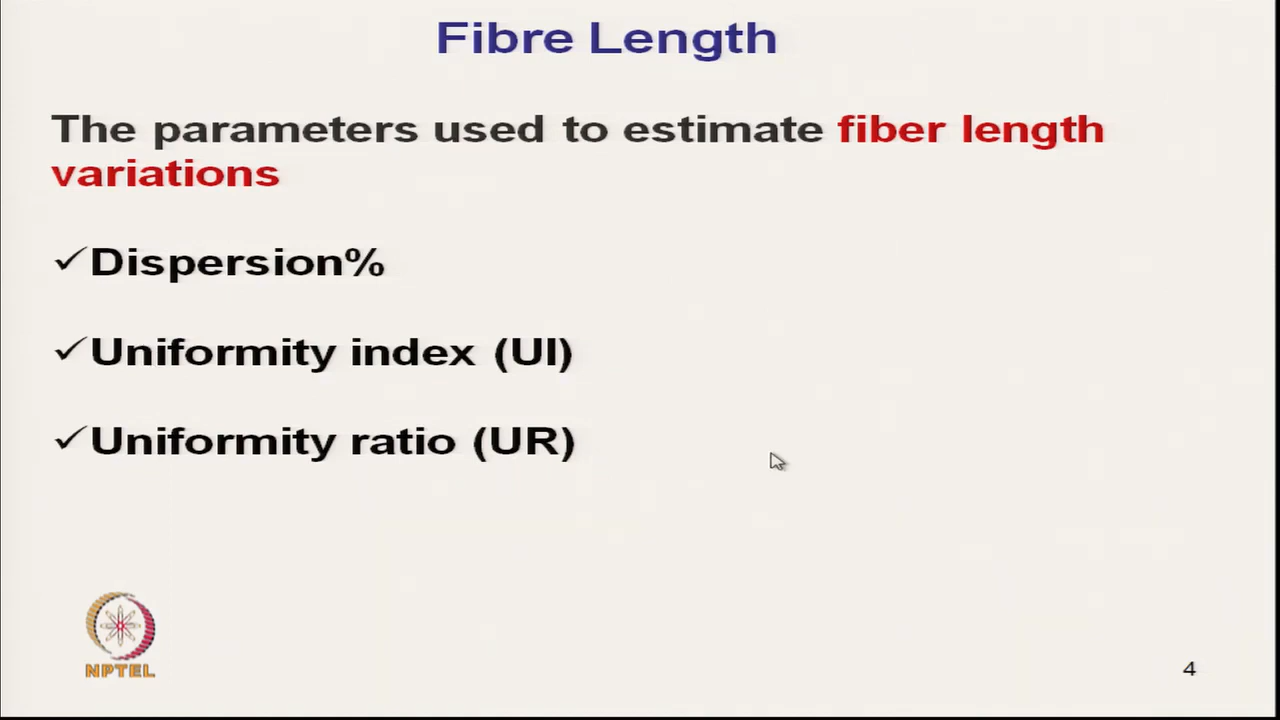 Fibre Length
The parameters used to estimate fiber length
variations
✓Dispersion%
✓Uniformity index (UI)
✓Uniformity ratio (UR)
NPTEL
4